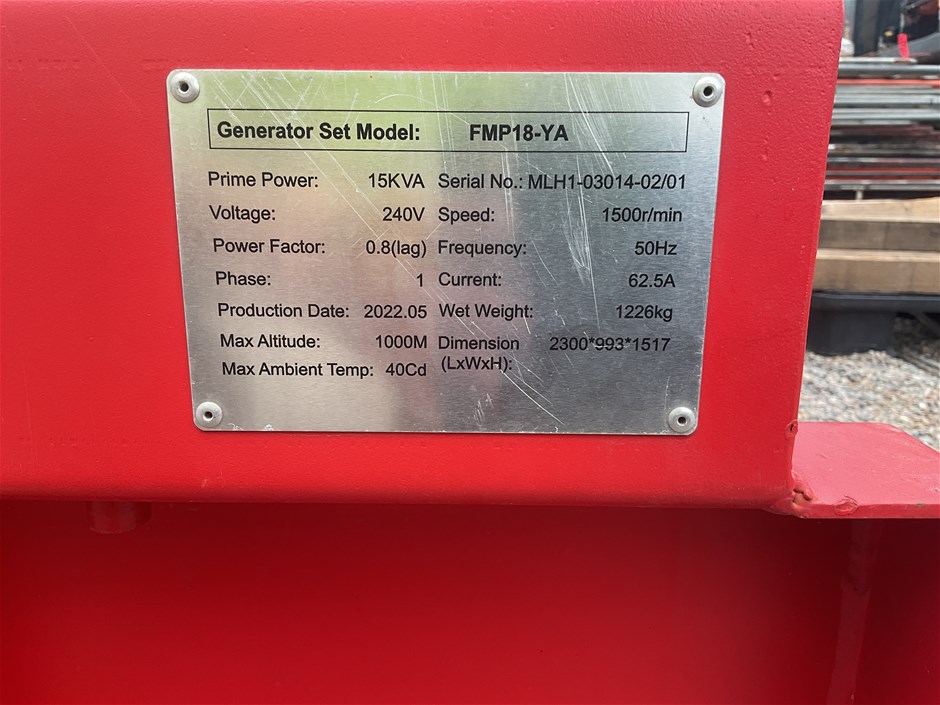 Generator Set Model: FMP18-YA
Prime Power: 15KVA Serial No.: MLH1-03014-02/01
Voltage: 240V Speed: 1500r/min
Power Factor: 0.8(lag) Frequency: 50Hz
Phase: 1 Current: 62.5A
Production Date: 2022.05 Wet Weight: 1226kg
Max Altitude: 1000M Dimension 2300*993*1517
Max Ambient Temp: 40Cd (LxWxH):